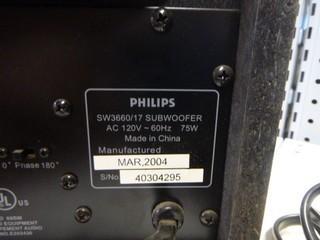 PHILIPS
SW3660/17 SUBWOOFER
AC 120V ~ 60Hz 75W
Made in China
Manufactured
MAR,2004
S/No. 40304295
0° Phase 180°
UL